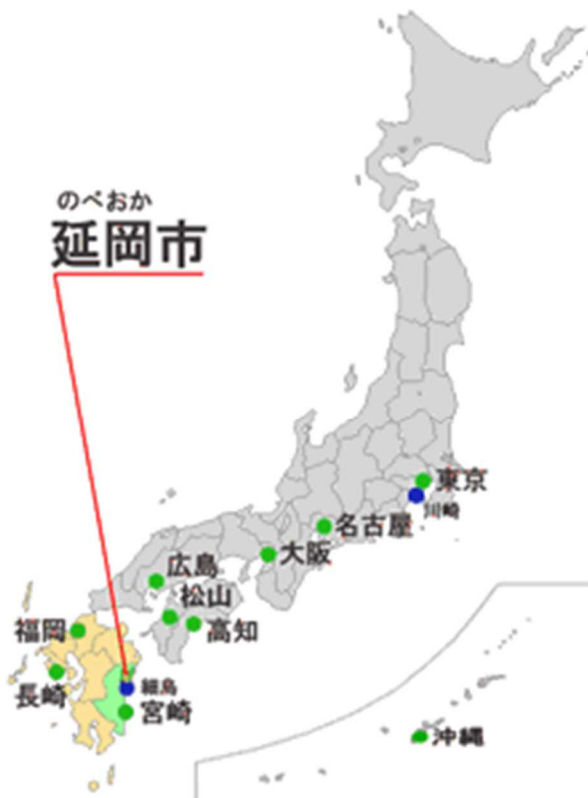 のべおか
延岡市
東京
川崎
名古屋
大阪
広島
松山
高知
福岡
長崎
細島
宮崎
沖縄